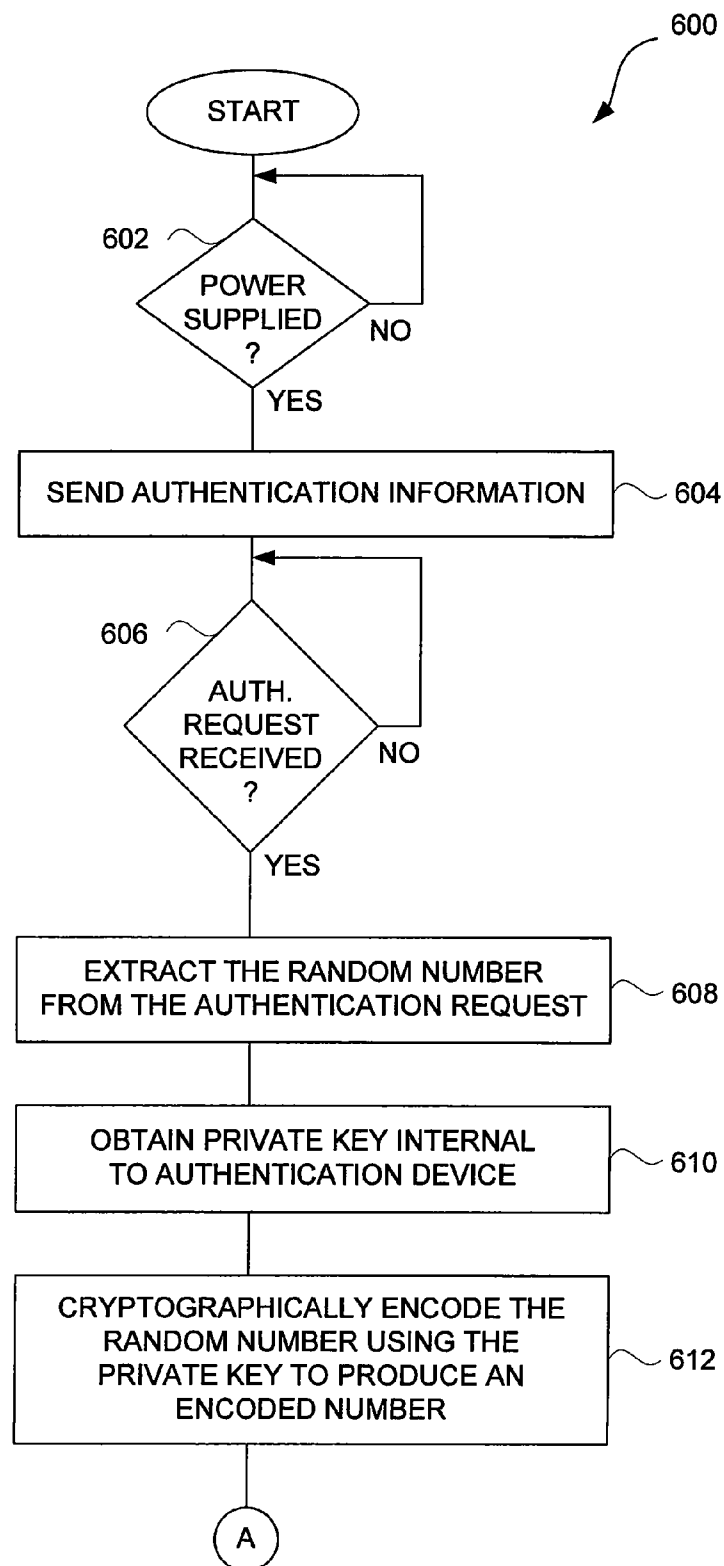 600
START
602
POWER
SUPPLIED
?
NO
YES
SEND AUTHENTICATION INFORMATION
604
606
AUTH.
REQUEST
RECEIVED
?
NO
YES
EXTRACT THE RANDOM NUMBER
FROM THE AUTHENTICATION REQUEST
608
OBTAIN PRIVATE KEY INTERNAL
TO AUTHENTICATION DEVICE
610
CRYPTOGRAPHICALLY ENCODE THE
RANDOM NUMBER USING THE
PRIVATE KEY TO PRODUCE AN
ENCODED NUMBER
612
A